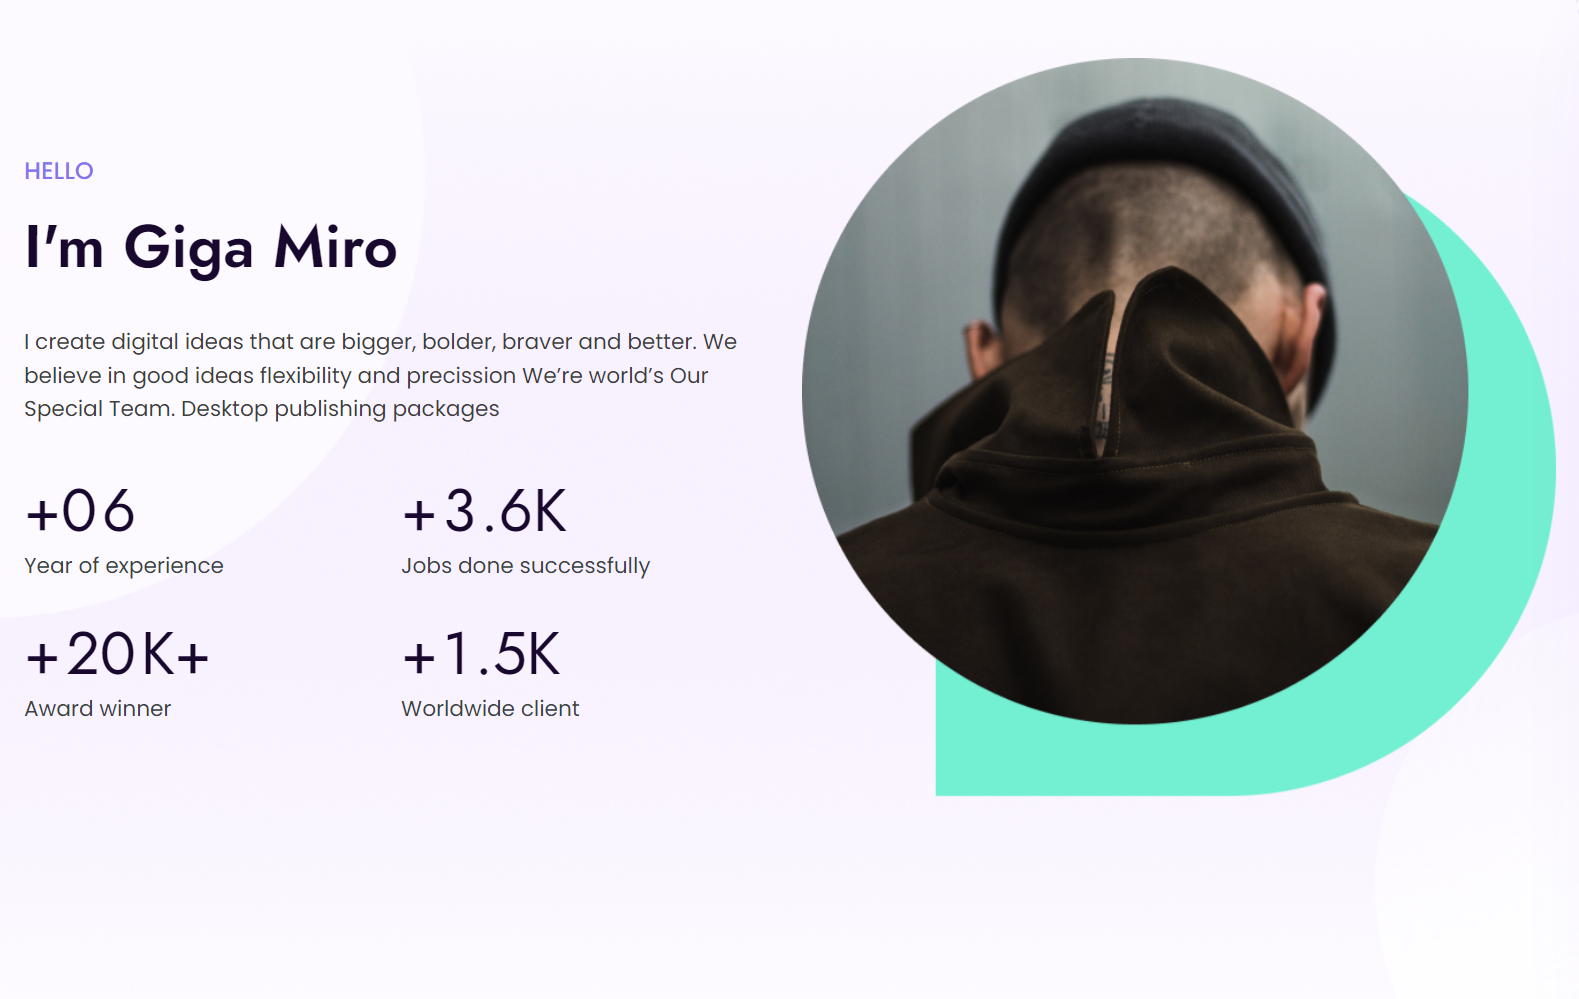 HELLO
I'm Giga Miro
I create digital ideas that are bigger, bolder, braver and better. We
believe in good ideas flexibility and precission We’re world’s Our
Special Team. Desktop publishing packages
+06
Year of experience
+3.6K
Jobs done successfully
+20K+
Award winner
+1.5K
Worldwide client